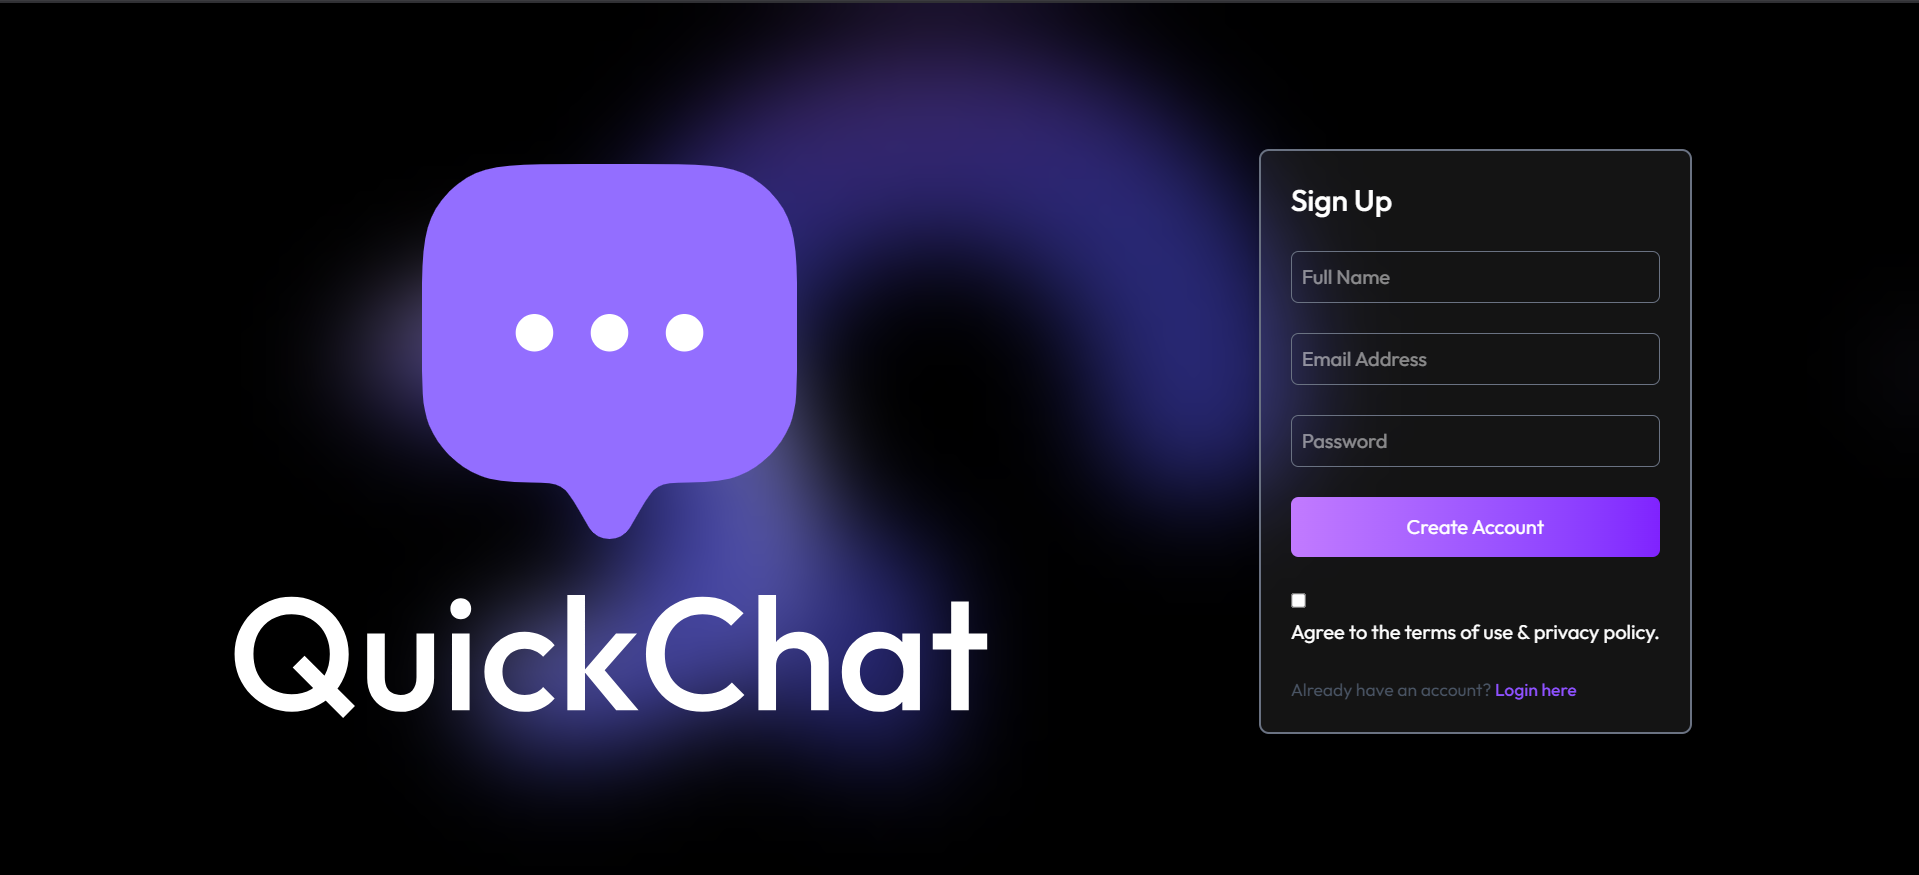 QuickChat
Sign Up
Full Name
Email Address
Password
Create Account
Agree to the terms of use & privacy policy.
Already have an account? Login here